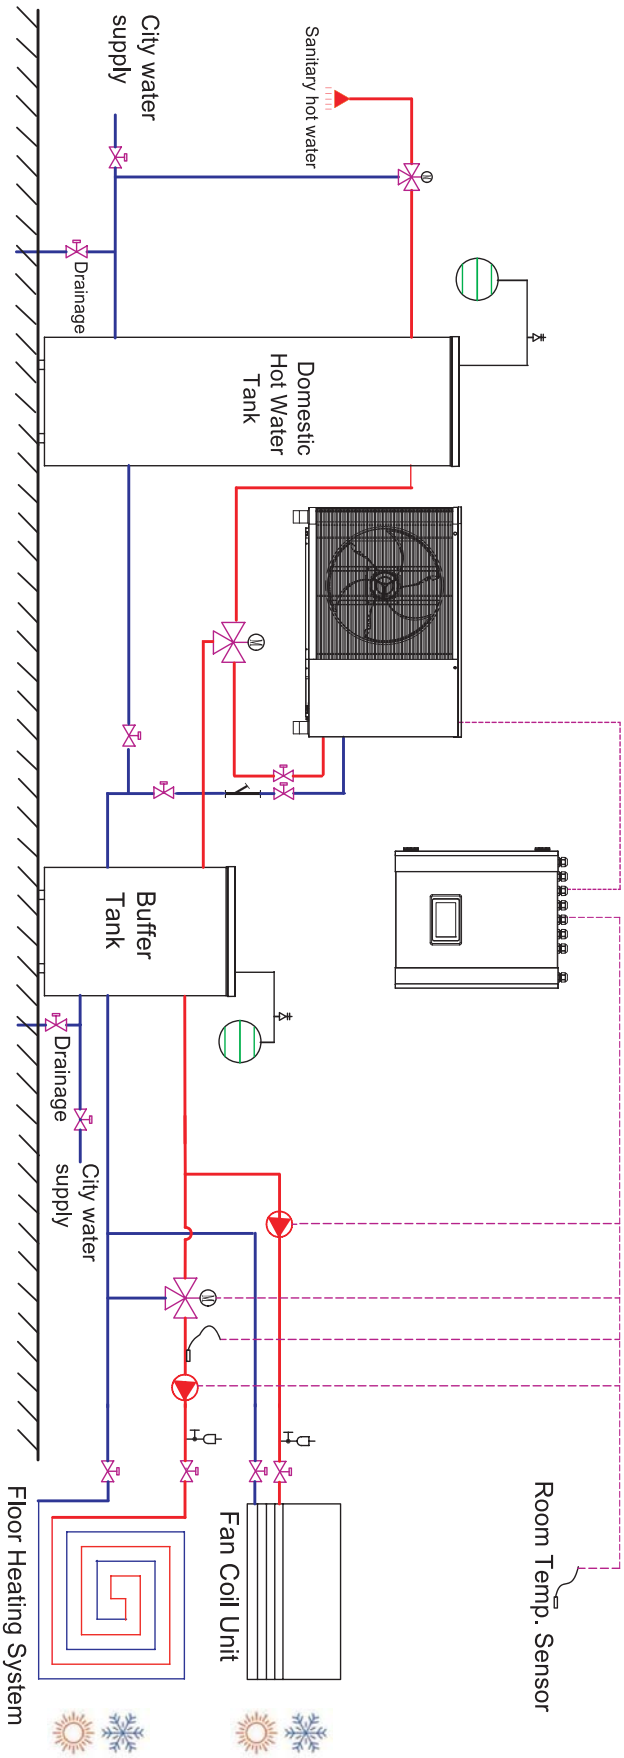 City water
supply
Sanitary hot water
Drainage
Domestic
Hot Water
Tank
M
M
Buffer
Tank
Drainage
City water
supply
M
Room Temp. Sensor
Fan Coil Unit
Floor Heating System